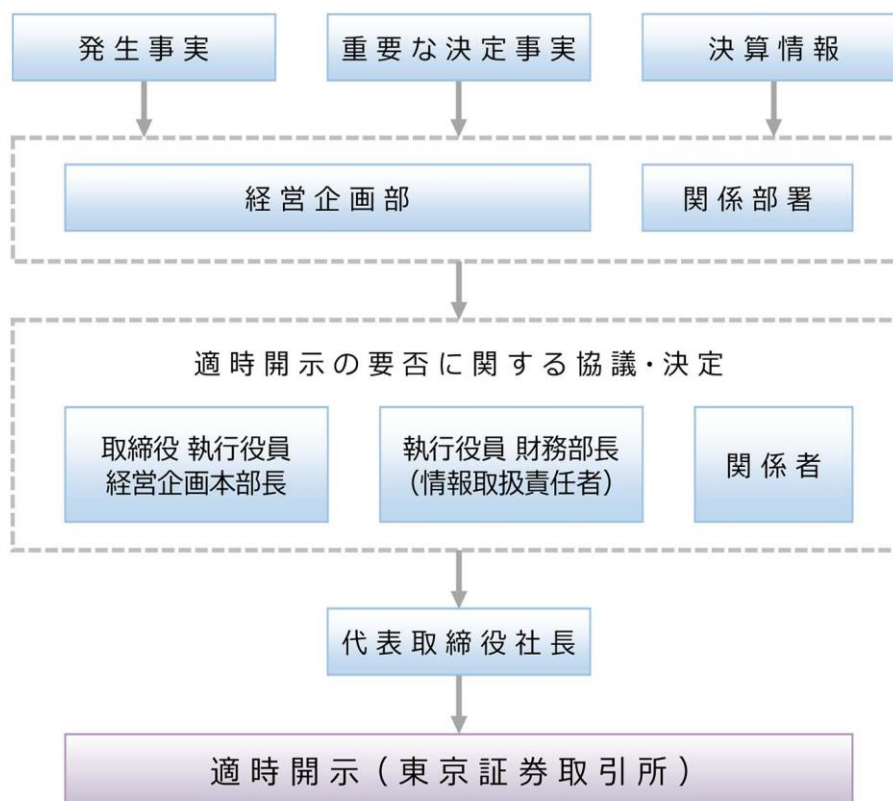 発生事実
重要な決定事実
決算情報
経営企画部
関係部署
適時開示の要否に関する協議・決定
取締役 執行役員
経営企画本部長
執行役員 財務部長
（情報取扱責任者）
関係者
代表取締役社長
適時開示（東京証券取引所）